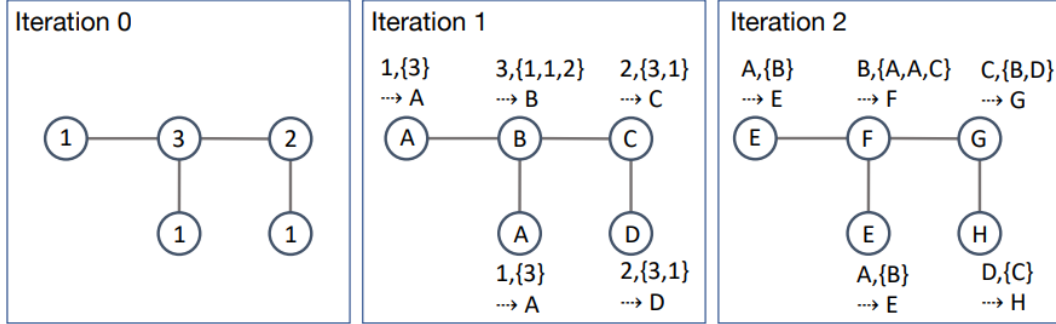 Iteration 0
1 3 2
1 1
Iteration 1
1,{3} 3,{1,1,2} 2,{3,1}
⇢ A ⇢ B ⇢ C
A B C
A D
1,{3} 2,{3,1}
⇢ A ⇢ D
Iteration 2
A,{B} B,{A,A,C} C,{B,D}
⇢ E ⇢ F ⇢ G
E F G
E H
A,{B} D,{C}
⇢ E ⇢ H